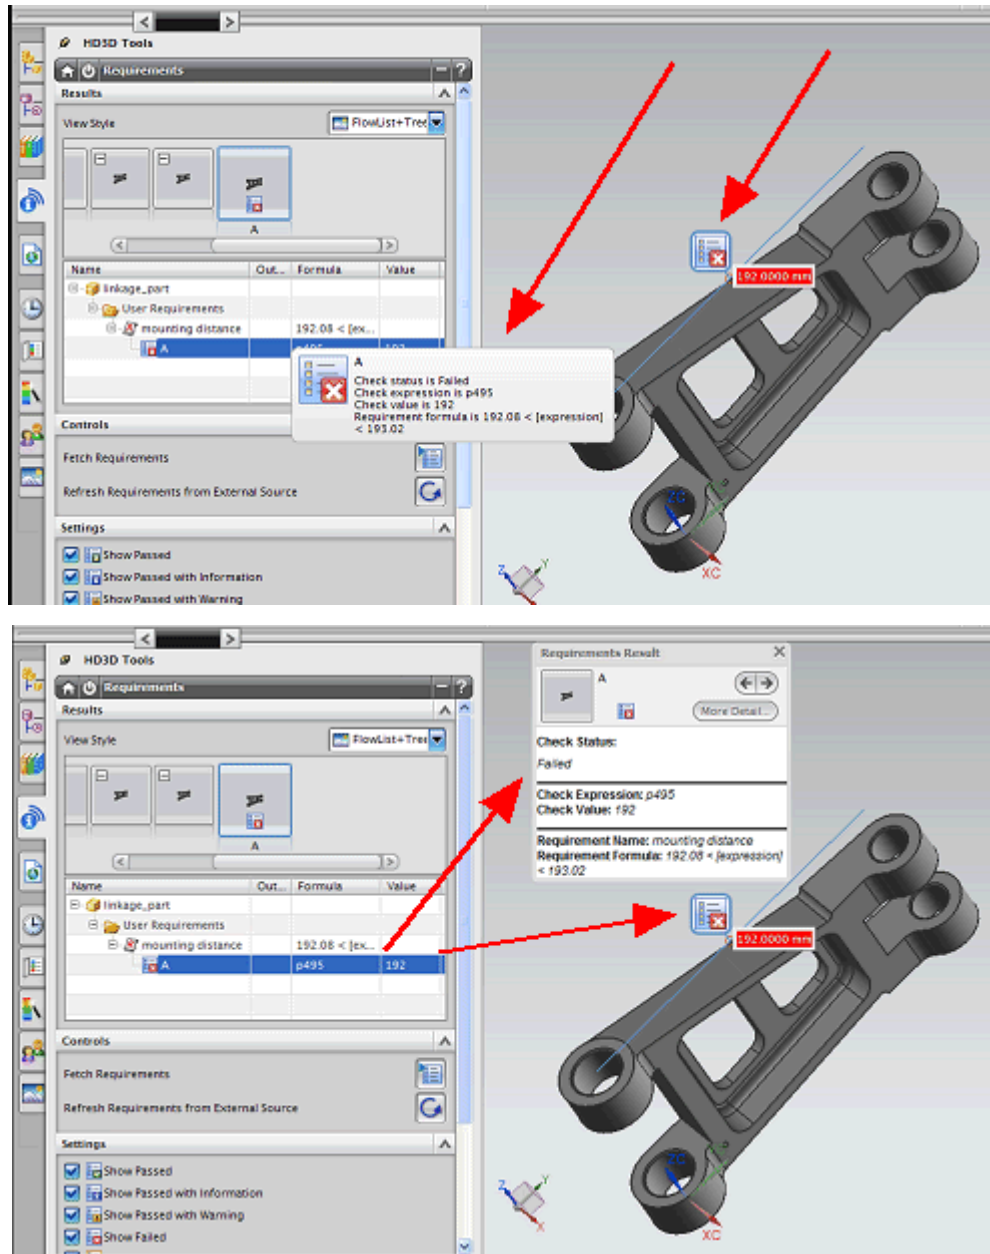 HD3D Tools
Requirements
?
Results
View Style
FlowList+Tree
A
Name Out... Formula Value
linkage_part
User Requirements
mounting distance 192.08 < [ex...
A p495 192
A
Check status is Failed
Check expression is p495
Check value is 192
Requirement formula is 192.08 < [expression]
< 193.02
Controls
Fetch Requirements
Refresh Requirements from External Source
Settings
Show Passed
Show Passed with Information
Show Passed with Warning
192.0000 mm
ZC
XC
Z
Y
HD3D Tools
Requirements
?
Results
View Style
FlowList+Tree
A
Name Out... Formula Value
linkage_part
User Requirements
mounting distance 192.08 < [ex...
A p495 192
Controls
Fetch Requirements
Refresh Requirements from External Source
Settings
Show Passed
Show Passed with Information
Show Passed with Warning
Show Failed
Requirements Result
A
More Detail...
Check Status:
Failed
Check Expression: p495
Check Value: 192
Requirement Name: mounting distance
Requirement Formula: 192.08 < [expression]
< 193.02
192.0000 mm
ZC
XC
Z
Y
X